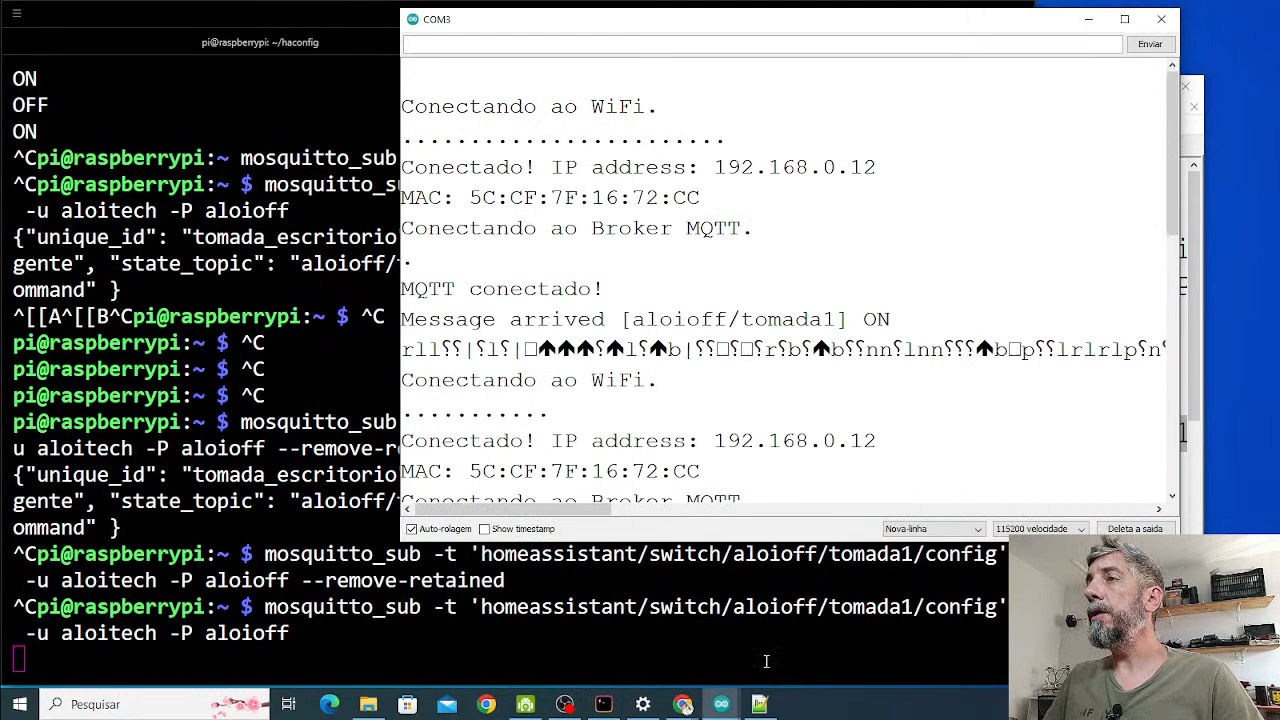 pi@raspberrypi: ~/haconfig
ON
OFF
ON
^Cpi@raspberrypi:~ mosquitto_sub
^Cpi@raspberrypi:~ $ mosquitto_su
-u aloitech -P aloioff
{"unique_id": "tomada_escritorio
gente", "state_topic": "aloioff/t
ommand" }
^[[A^[[B^Cpi@raspberrypi:~ $ ^C
pi@raspberrypi:~ $ ^C
pi@raspberrypi:~ $ ^C
pi@raspberrypi:~ $ ^C
pi@raspberrypi:~ $ mosquitto_sub
u aloitech -P aloioff --remove-re
{"unique_id": "tomada_escritorio
gente", "state_topic": "aloioff/t
ommand" }
^Cpi@raspberrypi:~ $ mosquitto_sub -t 'homeassistant/switch/aloioff/tomada1/config'
-u aloitech -P aloioff --remove-retained
^Cpi@raspberrypi:~ $ mosquitto_sub -t 'homeassistant/switch/aloioff/tomada1/config'
-u aloitech -P aloioff
COM3
Enviar
Conectando ao WiFi.
........................
Conectado! IP address: 192.168.0.12
MAC: 5C:CF:7F:16:72:CC
Conectando ao Broker MQTT.
.
MQTT conectado!
Message arrived [aloioff/tomada1] ON
Conectando ao WiFi.
...........
Conectado! IP address: 192.168.0.12
MAC: 5C:CF:7F:16:72:CC
Conectando ao Broker MQTT
Auto-rolagem
Show timestamp
Nova-linha
115200 velocidade
Deleta a saida
Pesquisar